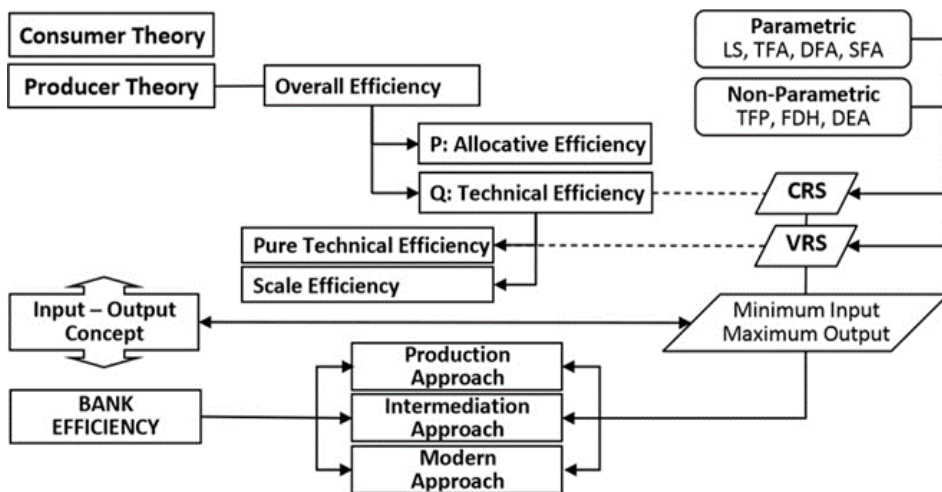 Consumer Theory
Producer Theory
Overall Efficiency
P: Allocative Efficiency
Q: Technical Efficiency
Pure Technical Efficiency
Scale Efficiency
Parametric
LS, TFA, DFA, SFA
Non-Parametric
TFP, FDH, DEA
CRS
VRS
Minimum Input
Maximum Output
Input – Output
Concept
BANK
EFFICIENCY
Production
Approach
Intermediation
Approach
Modern
Approach